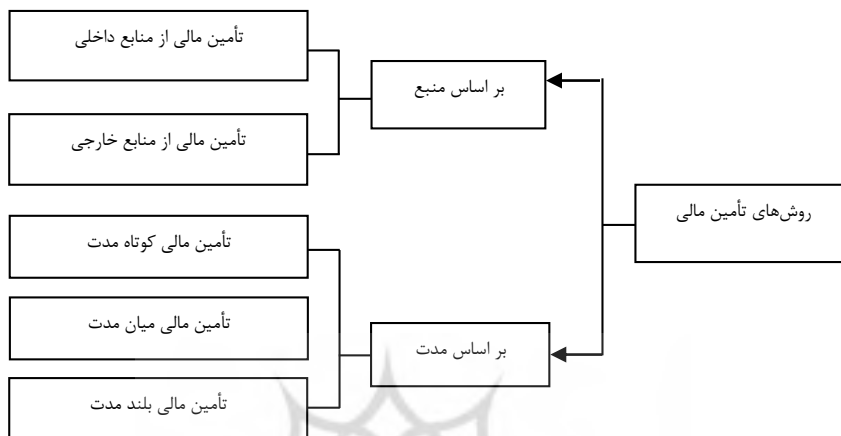 روش‌های تأمین مالی
بر اساس منبع
تأمین مالی از منابع داخلی
تأمین مالی از منابع خارجی
بر اساس مدت
تأمین مالی کوتاه مدت
تأمین مالی میان مدت
تأمین مالی بلند مدت